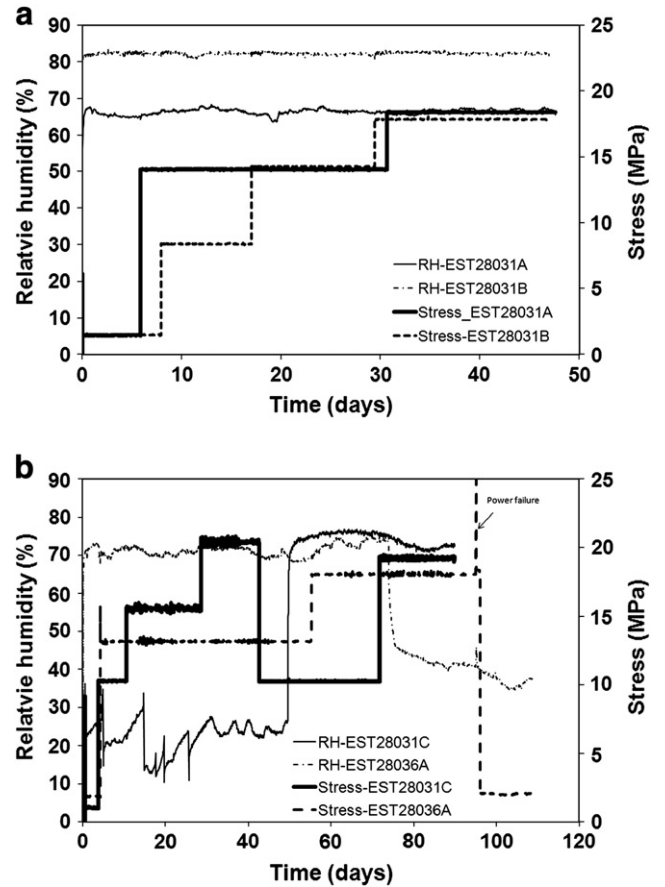 a
90
80
70
60
50
40
30
20
10
0
Relatvie humidity (%)
25
20
15
10
5
0
Stress (MPa)
RH-EST28031A
RH-EST28031B
Stress_EST28031A
Stress-EST28031B
0 10 20 30 40 50
Time (days)
b
90
80
70
60
50
40
30
20
10
0
Relatvie humidity (%)
25
20
15
10
5
0
Stress (MPa)
Power failure
RH-EST28031C
RH-EST28036A
Stress-EST28031C
Stress-EST28036A
0 20 40 60 80 100 120
Time (days)